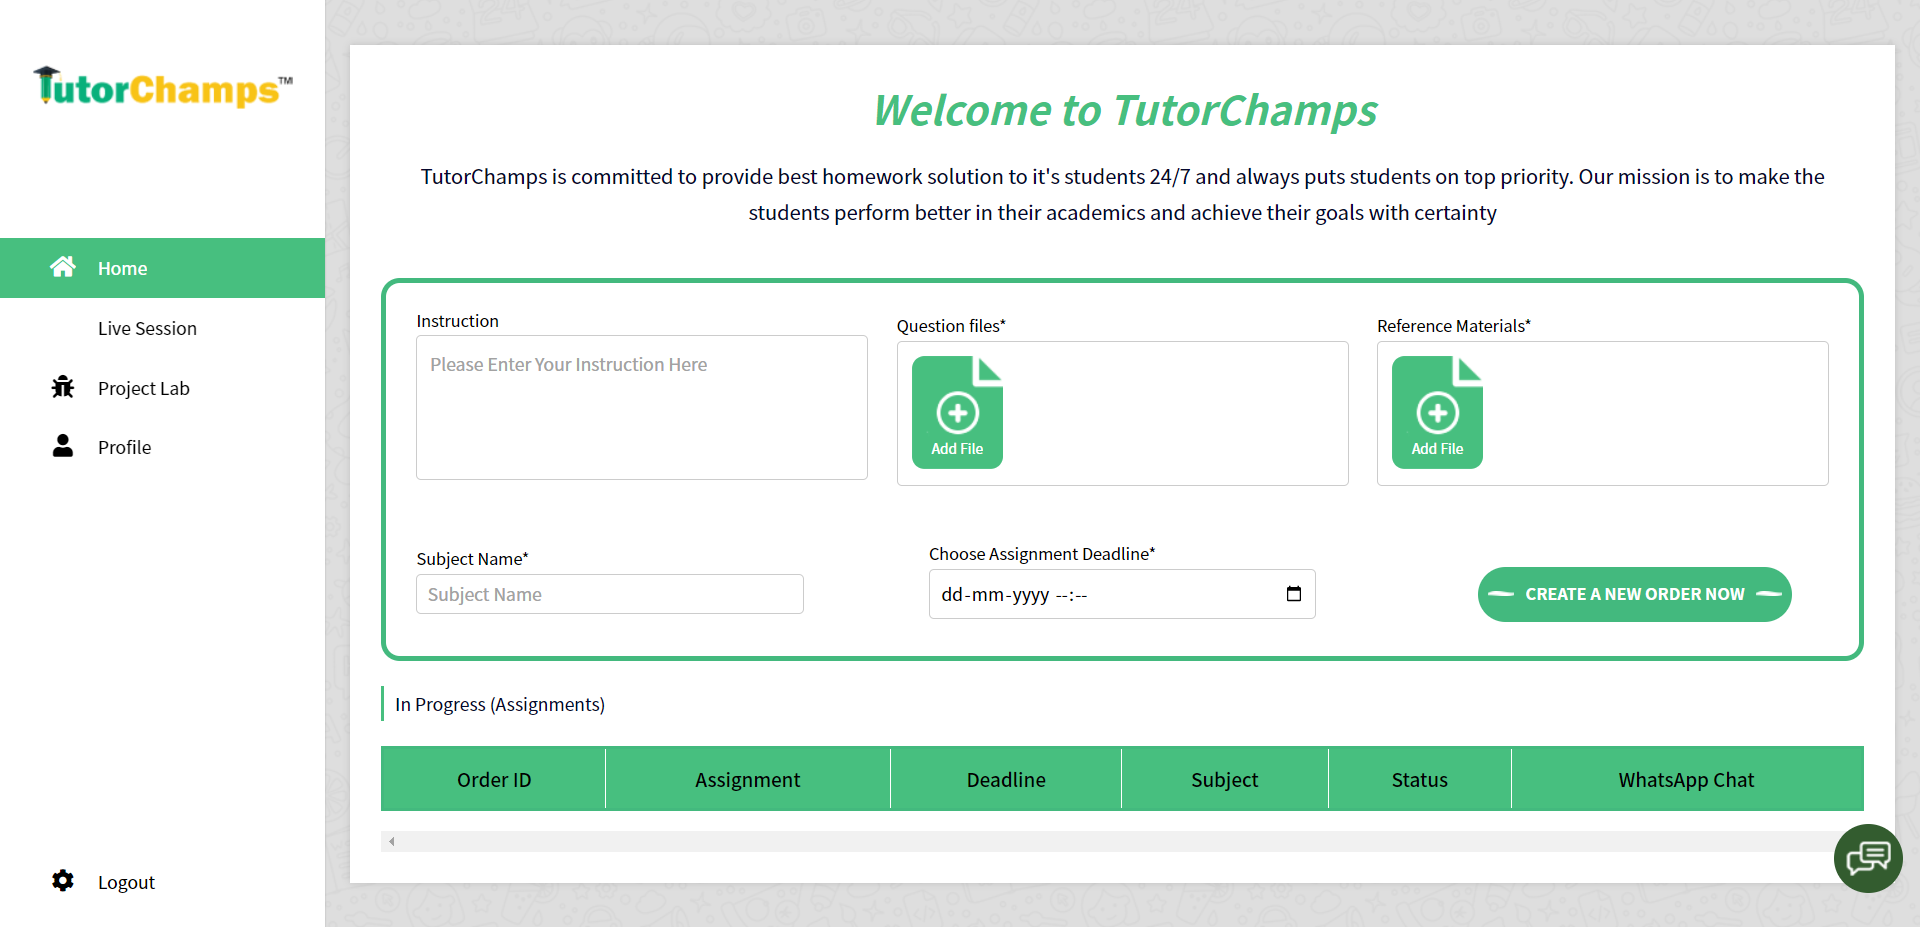 TutorChamps™
Home
Live Session
Project Lab
Profile
Logout
Welcome to TutorChamps
TutorChamps is committed to provide best homework solution to it's students 24/7 and always puts students on top priority. Our mission is to make the
students perform better in their academics and achieve their goals with certainty
Instruction
Please Enter Your Instruction Here
Question files*
Add File
Reference Materials*
Add File
Subject Name*
Subject Name
Choose Assignment Deadline*
dd-mm-yyyy --:--
CREATE A NEW ORDER NOW
In Progress (Assignments)
Order ID Assignment Deadline Subject Status WhatsApp Chat